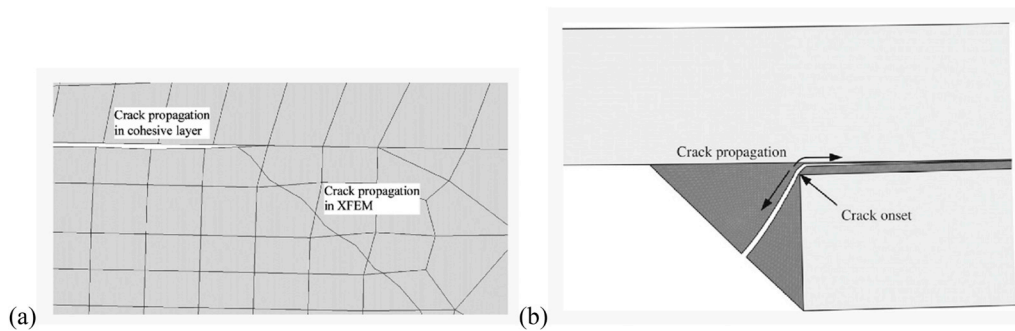 Crack propagation
in cohesive layer
Crack propagation
in XFEM
(a)
Crack propagation
Crack onset
(b)